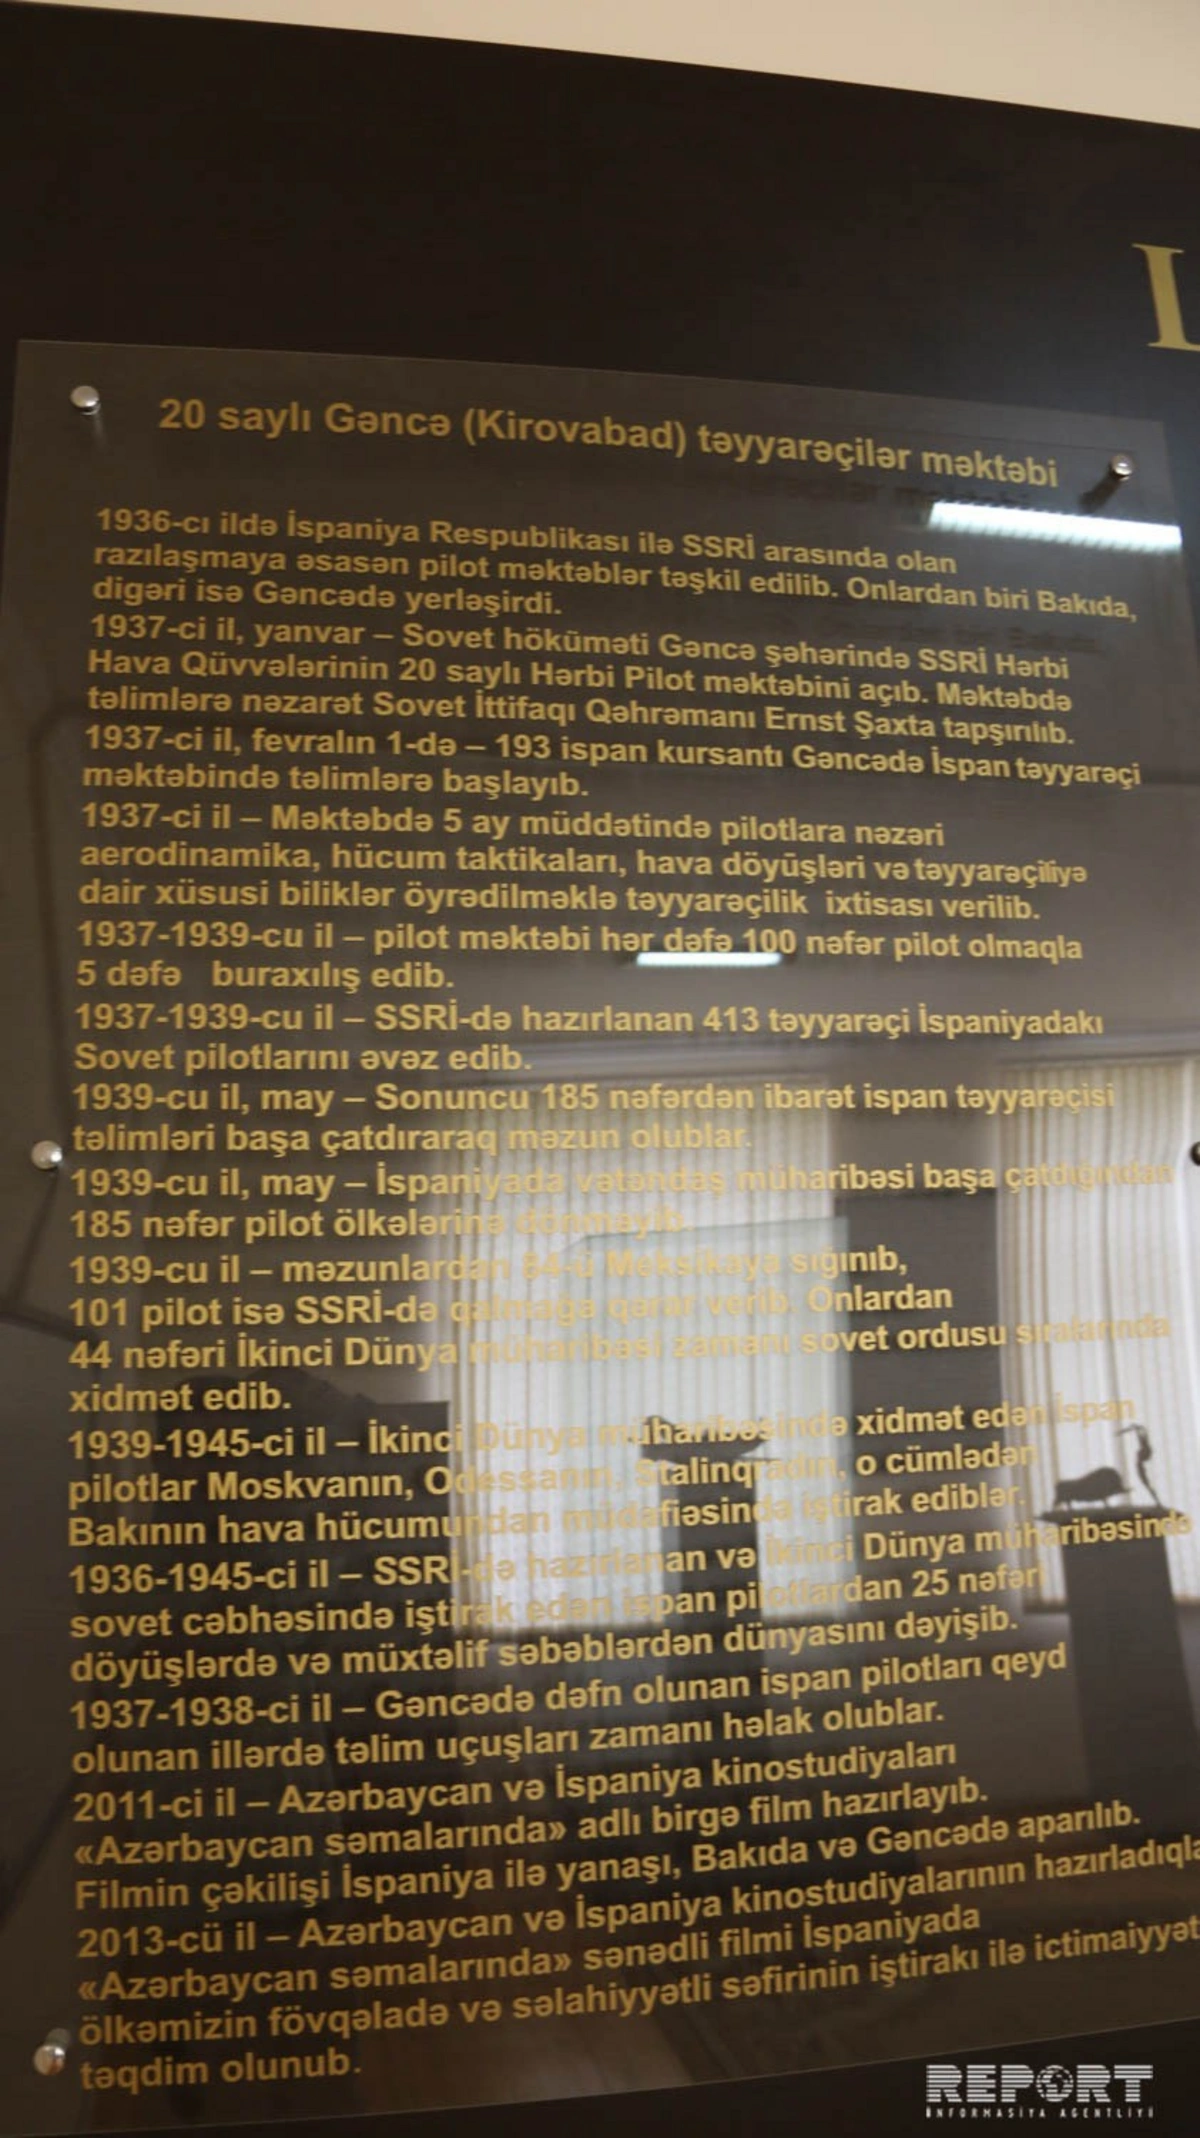 L
20 saylı Gəncə (Kirovabad) təyyarəçilər məktəbi
1936-cı ildə İspaniya Respublikası ilə SSRİ arasında olan
razılaşmaya əsasən pilot məktəblər təşkil edilib. Onlardan biri Bakıda,
digəri isə Gəncədə yerləşirdi.
1937-ci il, yanvar – Sovet höküməti Gəncə şəhərində SSRİ Hərbi
Hava Qüvvələrinin 20 saylı Hərbi Pilot məktəbini açıb. Məktəbdə
təlimlərə nəzarət Sovet İttifaqı Qəhrəmanı Ernst Şaxta tapşırılıb.
1937-ci il, fevralın 1-də – 193 ispan kursantı Gəncədə İspan təyyarəçi
məktəbində təlimlərə başlayıb.
1937-ci il – Məktəbdə 5 ay müddətində pilotlara nəzəri
aerodinamika, hücum taktikaları, hava döyüşləri və təyyarəçiliyə
dair xüsusi biliklər öyrədilməklə təyyarəçilik ixtisası verilib.
1937-1939-cu il – pilot məktəbi hər dəfə 100 nəfər pilot olmaqla
5 dəfə buraxılış edib.
1937-1939-cu il – SSRİ-də hazırlanan 413 təyyarəçi İspaniyadakı
Sovet pilotlarını əvəz edib.
1939-cu il, may – Sonuncu 185 nəfərdən ibarət ispan təyyarəçisi
təlimləri başa çatdıraraq məzun olublar.
1939-cu il, may – İspaniyada vətəndaş müharibəsi başa çatdığından
185 nəfər pilot ölkələrinə dönməyib.
1939-cu il – məzunlardan 84-ü Meksikaya sığınıb,
101 pilot isə SSRİ-də qalmağa qərar verib. Onlardan
44 nəfəri İkinci Dünya müharibəsi zamanı sovet ordusu sıralarında
xidmət edib.
1939-1945-ci il – İkinci Dünya müharibəsində xidmət edən İspan
pilotlar Moskvanın, Odessanın, Stalinqradın, o cümlədən
Bakının hava hücumundan müdafiəsində iştirak ediblər.
1936-1945-ci il – SSRİ-də hazırlanan və İkinci Dünya müharibəsində
sovet cəbhəsində iştirak edən ispan pilotlardan 25 nəfəri
döyüşlərdə və müxtəlif səbəblərdən dünyasını dəyişib.
1937-1938-ci il – Gəncədə dəfn olunan ispan pilotları qeyd
olunan illərdə təlim uçuşları zamanı həlak olublar.
2011-ci il – Azərbaycan və İspaniya kinostudiyaları
«Azərbaycan səmalarında» adlı birgə film hazırlayıb.
Filmin çəkilişi İspaniya ilə yanaşı, Bakıda və Gəncədə aparılıb.
2013-cü il – Azərbaycan və İspaniya kinostudiyalarının hazırladıqla
«Azərbaycan səmalarında» sənədli filmi İspaniyada
ölkəmizin fövqəladə və səlahiyyətli səfirinin iştirakı ilə ictimaiyyət
təqdim olunub.
REPORT
İNFORMASİYA AGENTLİYİ